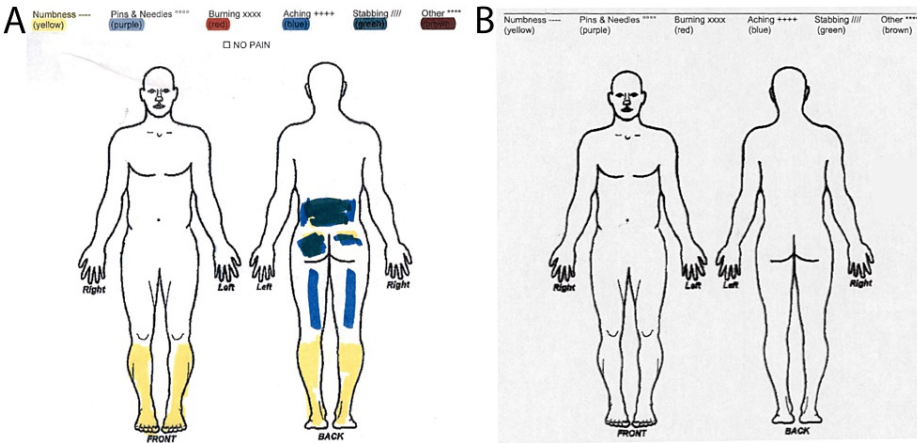 A
Numbness ---- Pins & Needles °°°° Burning xxxx Aching ++++ Stabbing //// Other ****
(yellow) (purple) (red) (blue) (green) (brown)
☐ NO PAIN
Right Left Left Right
FRONT BACK
B
Numbness ---- Pins & Needles °°°° Burning xxxx Aching ++++ Stabbing //// Other ****
(yellow) (purple) (red) (blue) (green) (brown)
Right Left Left Right
FRONT BACK